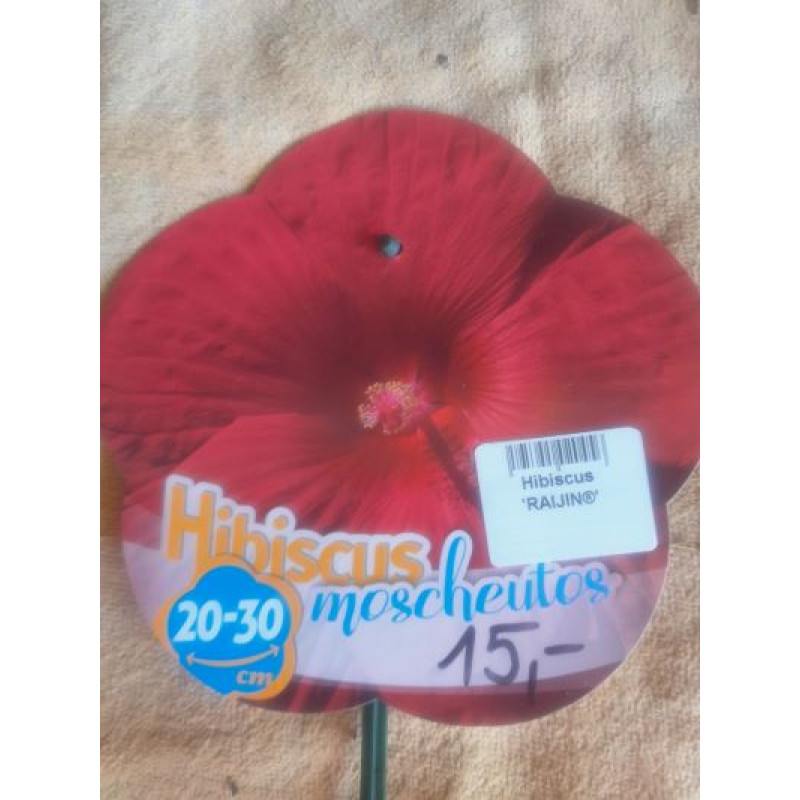 Hibiscus
'RAIJIN®'
Hibiscus
moscheutos
20-30
cm
15,-